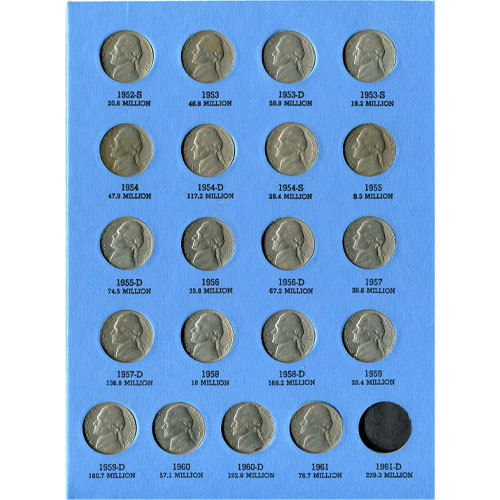 1952-S 1953 1953-D 1953-S
20.6 MILLION 46.8 MILLION 59.9 MILLION 19.2 MILLION
1954 1954-D 1954-S 1955
47.9 MILLION 117.2 MILLION 29.4 MILLION 8.3 MILLION
1955-D 1956 1956-D 1957
74.5 MILLION 35.8 MILLION 67.2 MILLION 38.6 MILLION
1957-D 1958 1958-D 1959
136.8 MILLION 18 MILLION 168.2 MILLION 28.4 MILLION
1959-D 1960 1960-D 1961 1961-D
160.7 MILLION 57.1 MILLION 192.6 MILLION 76.7 MILLION 229.3 MILLION